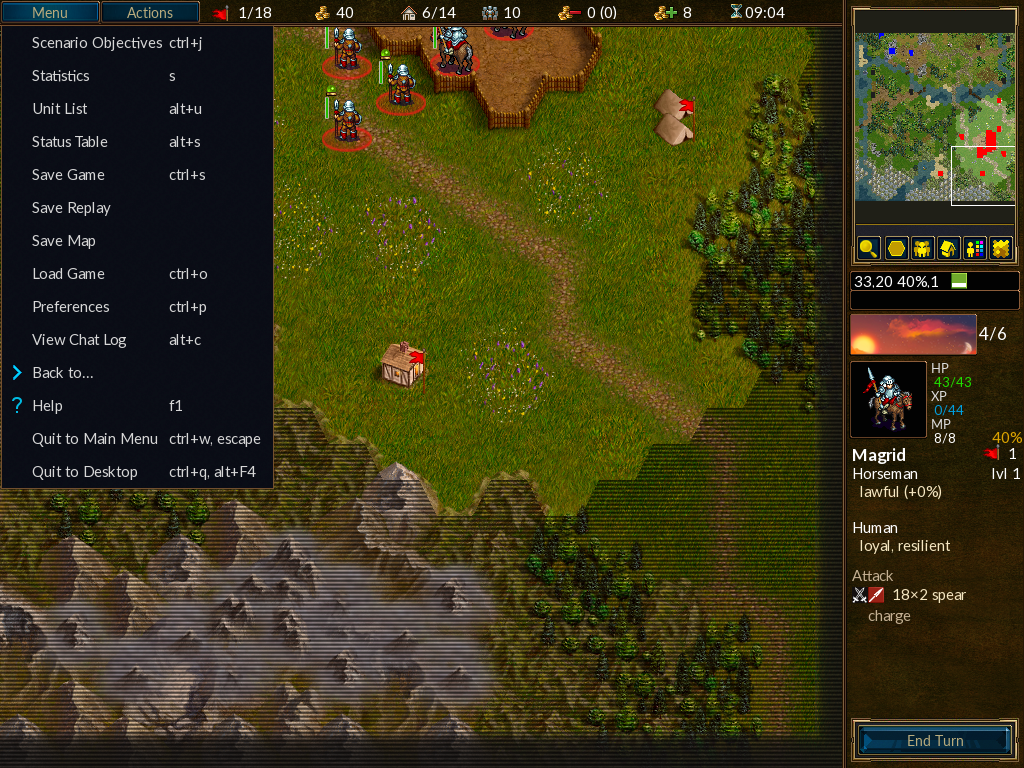 Menu Actions 1/18 40 6/14 10 0 (0) 8 09:04
Scenario Objectives ctrl+j
Statistics s
Unit List alt+u
Status Table alt+s
Save Game ctrl+s
Save Replay
Save Map
Load Game ctrl+o
Preferences ctrl+p
View Chat Log alt+c
Back to...
Help f1
Quit to Main Menu ctrl+w, escape
Quit to Desktop ctrl+q, alt+F4
33,20 40%,1
4/6
HP
43/43
XP
0/44
MP
8/8 40%
Magrid 1
Horseman lvl 1
lawful (+0%)
Human
loyal, resilient
Attack
18×2 spear
charge
End Turn